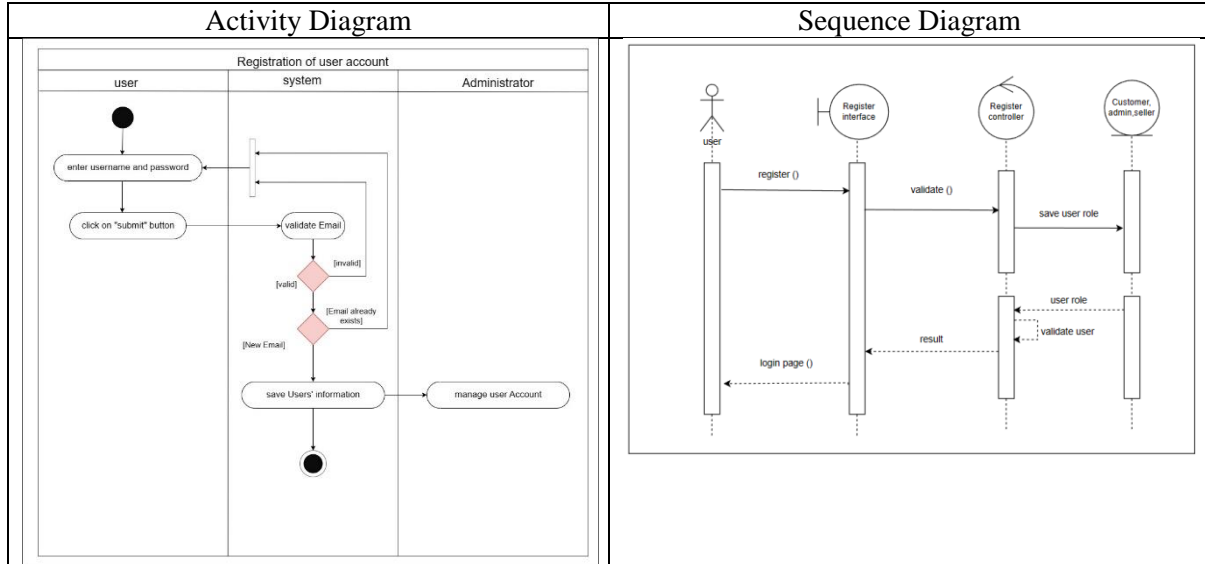 Activity Diagram
Registration of user account
user
system
Administrator
enter username and password
click on "submit" button
validate Email
[invalid]
[valid]
[Email already
exists]
[New Email]
save Users' information
manage user Account
Sequence Diagram
user
Register
interface
Register
controller
Customer,
admin,seller
register ()
validate ()
save user role
user role
validate user
result
login page ()